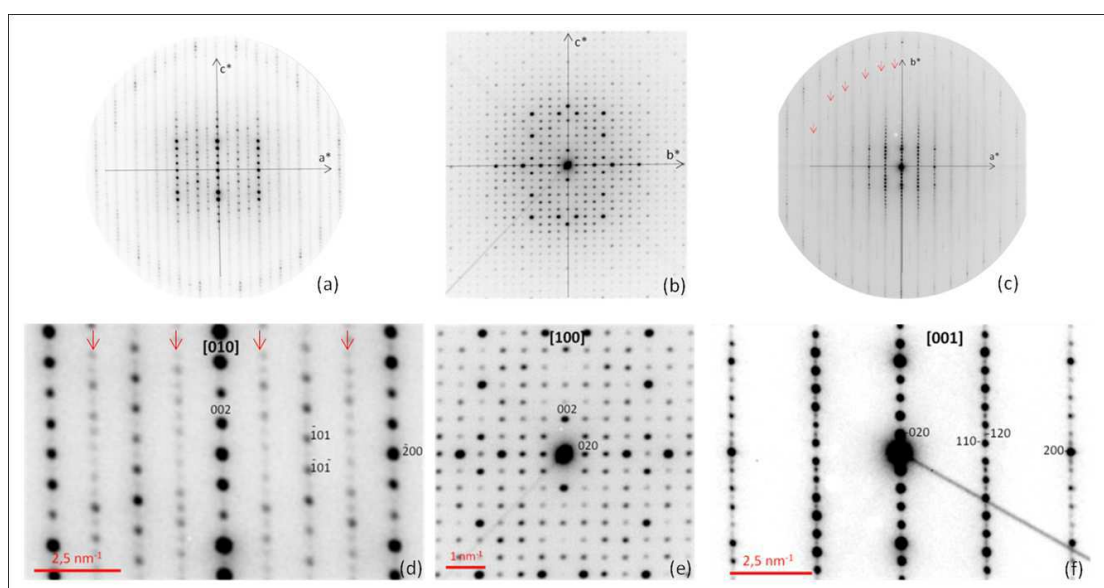 c*
a*
(a)
c*
b*
(b)
b*
a*
(c)
[010]
002
1̄01
1̄01̄
2̄00
2,5 nm⁻¹
(d)
[100]
002
020
1 nm⁻¹
(e)
[001]
020
110
120
200
2,5 nm⁻¹
(f)